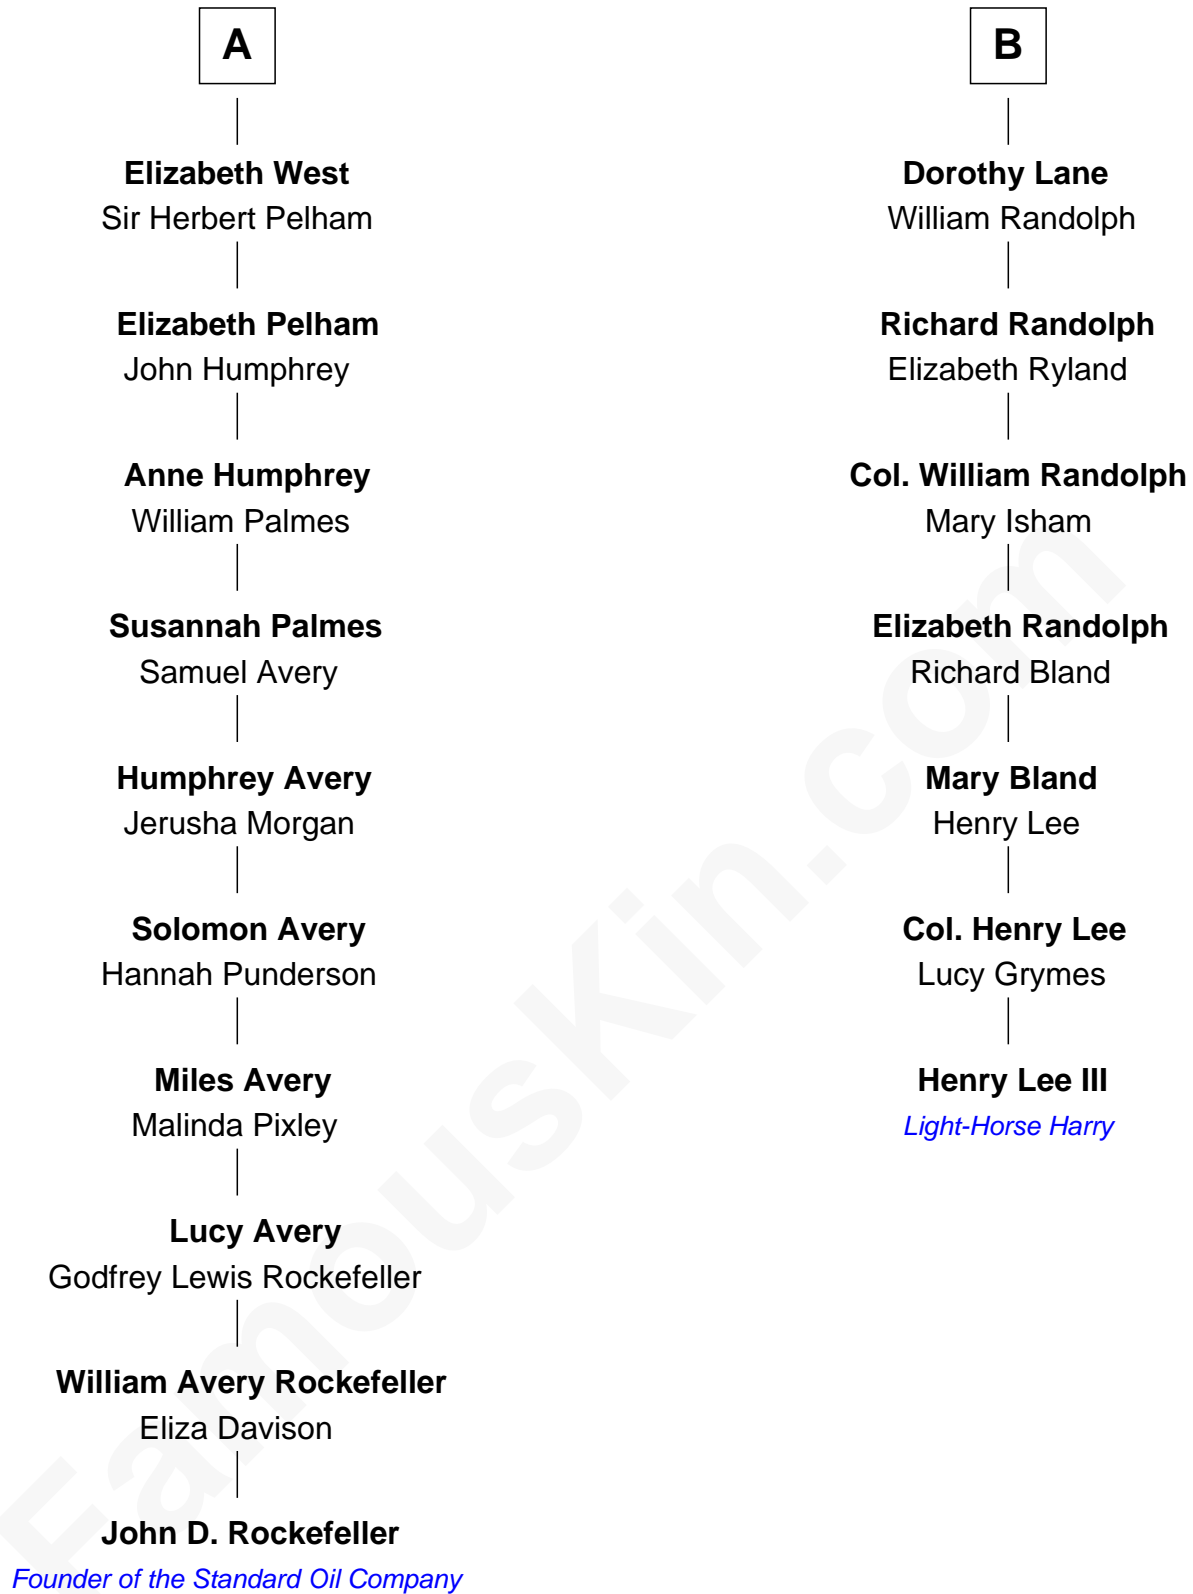 A
Elizabeth West
Sir Herbert Pelham
Elizabeth Pelham
John Humphrey
Anne Humphrey
William Palmes
Susannah Palmes
Samuel Avery
Humphrey Avery
Jerusha Morgan
Solomon Avery
Hannah Punderson
Miles Avery
Malinda Pixley
Lucy Avery
Godfrey Lewis Rockefeller
William Avery Rockefeller
Eliza Davison
John D. Rockefeller
Founder of the Standard Oil Company
B
Dorothy Lane
William Randolph
Richard Randolph
Elizabeth Ryland
Col. William Randolph
Mary Isham
Elizabeth Randolph
Richard Bland
Mary Bland
Henry Lee
Col. Henry Lee
Lucy Grymes
Henry Lee III
Light-Horse Harry
FamousKin.com